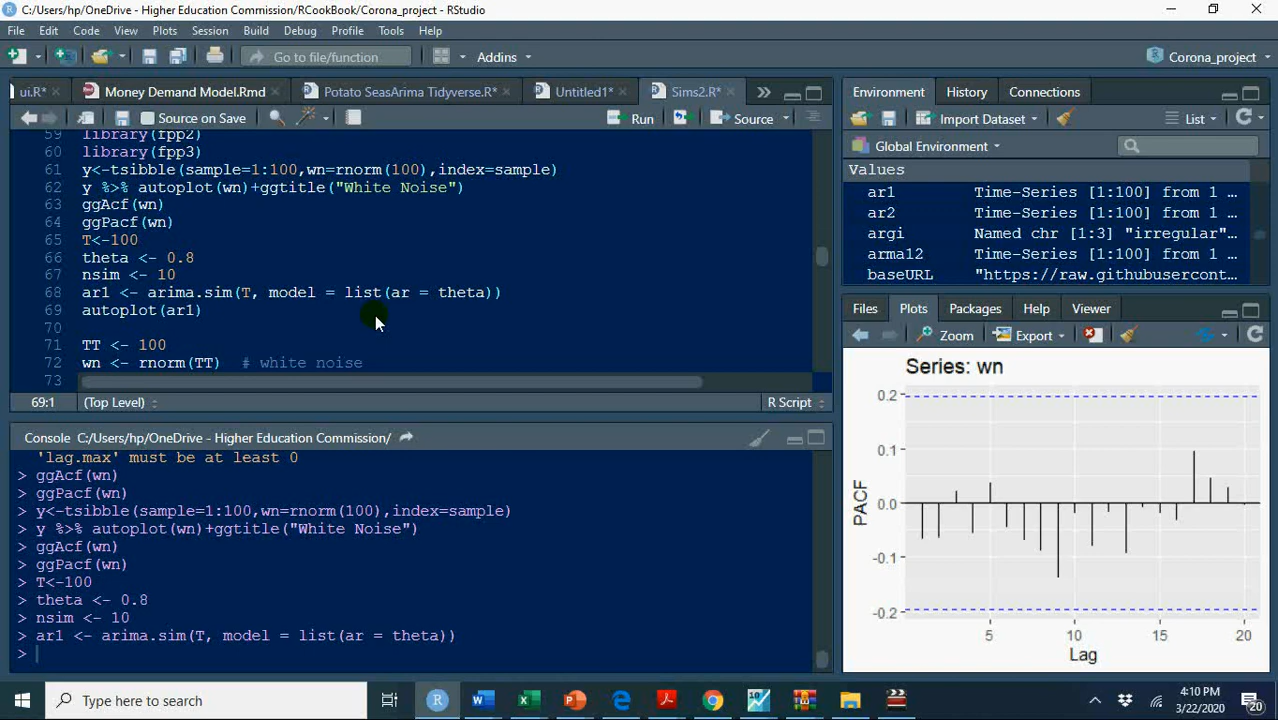 C:/Users/hp/OneDrive - Higher Education Commission/RCookBook/Corona_project - RStudio
File Edit Code View Plots Session Build Debug Profile Tools Help
Go to file/function
Addins
Corona_project
ui.R*
Money Demand Model.Rmd
Potato SeasArima Tidyverse.R*
Untitled1*
Sims2.R*
Source on Save
Run
Source
59 library(fpp2)
60 library(fpp3)
61 y<-tsibble(sample=1:100,wn=rnorm(100),index=sample)
62 y %>% autoplot(wn)+ggtitle("White Noise")
63 ggAcf(wn)
64 ggPacf(wn)
65 T<-100
66 theta <- 0.8
67 nsim <- 10
68 ar1 <- arima.sim(T, model = list(ar = theta))
69 autoplot(ar1)
70
71 TT <- 100
72 wn <- rnorm(TT)  # white noise
73
69:1 (Top Level) R Script
Console C:/Users/hp/OneDrive - Higher Education Commission/
'lag.max' must be at least 0
> ggAcf(wn)
> ggPacf(wn)
> y<-tsibble(sample=1:100,wn=rnorm(100),index=sample)
> y %>% autoplot(wn)+ggtitle("White Noise")
> ggAcf(wn)
> ggPacf(wn)
> T<-100
> theta <- 0.8
> nsim <- 10
> ar1 <- arima.sim(T, model = list(ar = theta))
>
Environment History Connections
Import Dataset
List
Global Environment
Values
ar1 Time-Series [1:100] from 1 …
ar2 Time-Series [1:100] from 1 …
argi Named chr [1:3] "irregular"…
arma12 Time-Series [1:100] from 1 …
baseURL "https://raw.githubusercont…
Files Plots Packages Help Viewer
Zoom
Export
Series: wn
0.2
0.1
0.0
-0.1
-0.2
PACF
5 10 15 20
Lag
Type here to search
4:10 PM
3/22/2020
20